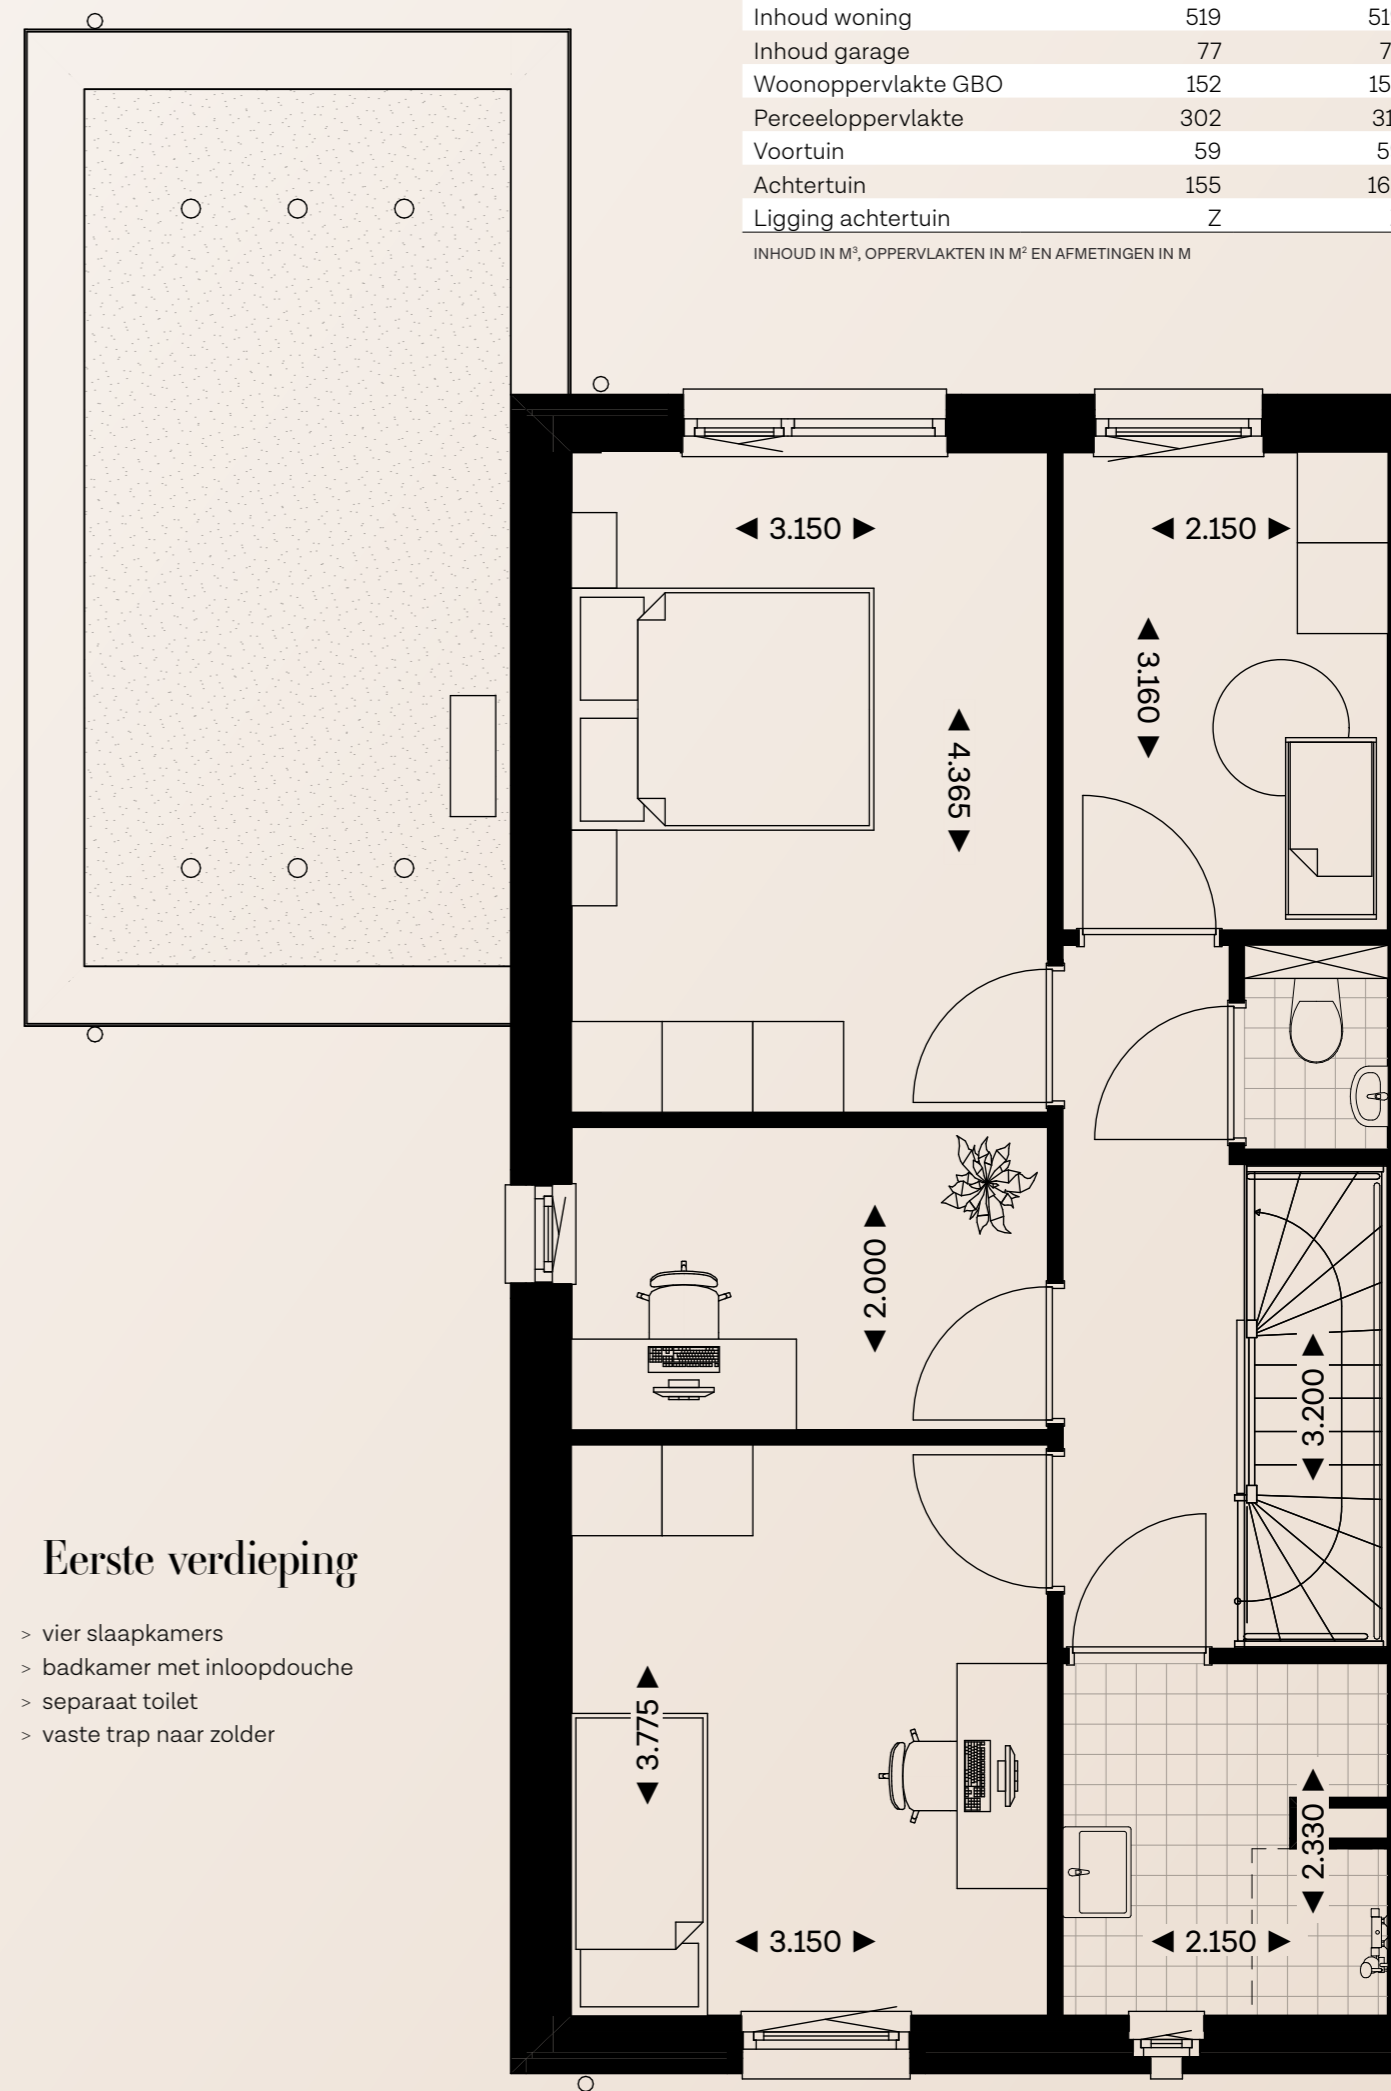 Inhoud woning 519
Inhoud garage 77
Woonoppervlakte GBO 152
Perceeloppervlakte 302
Voortuin 59
Achtertuin 155
Ligging achtertuin Z
INHOUD IN M³, OPPERVLAKTEN IN M² EN AFMETINGEN IN M
◄ 3.150 ►
◄ 2.150 ►
◄ 3.160 ►
◄ 4.365 ►
◄ 2.000 ►
◄ 3.200 ►
Eerste verdieping
> vier slaapkamers
> badkamer met inloopdouche
> separaat toilet
> vaste trap naar zolder
◄ 3.775 ►
◄ 2.330 ►
◄ 3.150 ►
◄ 2.150 ►